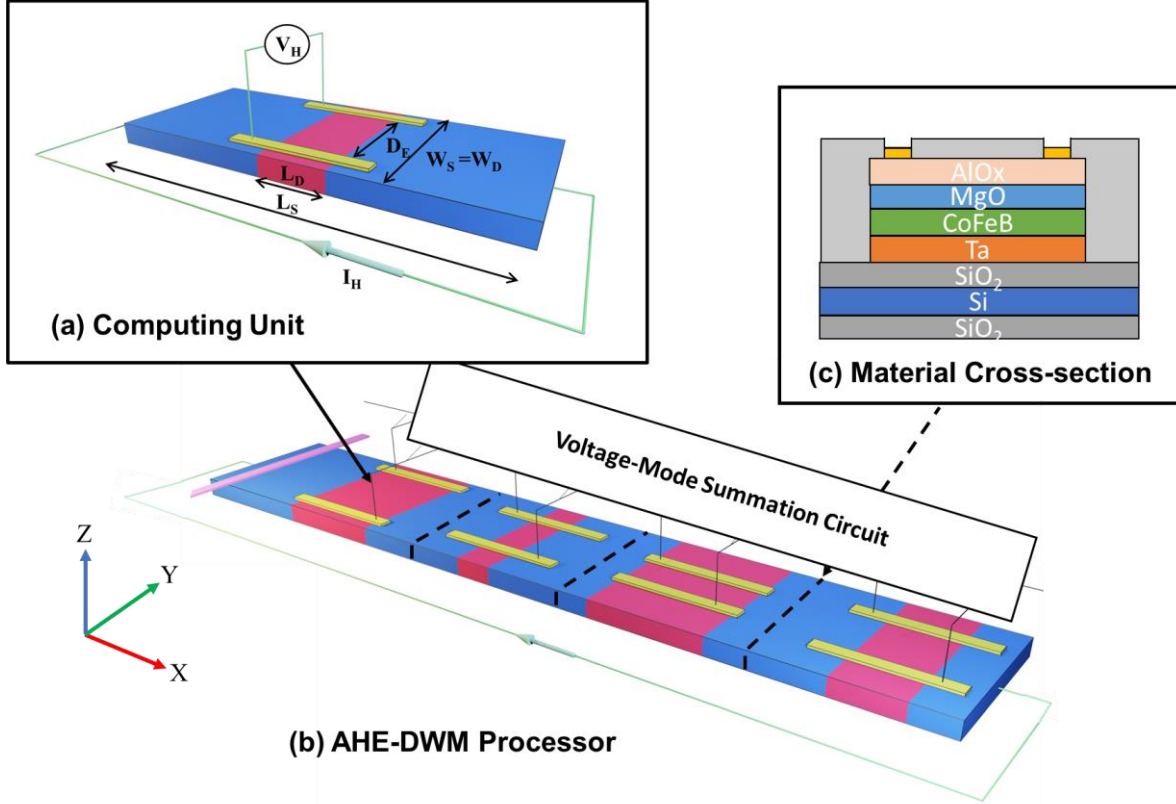 V_H
D_E
W_S =W_D
L_D
L_S
I_H
(a) Computing Unit
AlOx
MgO
CoFeB
Ta
SiO₂
Si
SiO₂
(c) Material Cross-section
Voltage-Mode Summation Circuit
Z
Y
X
(b) AHE-DWM Processor